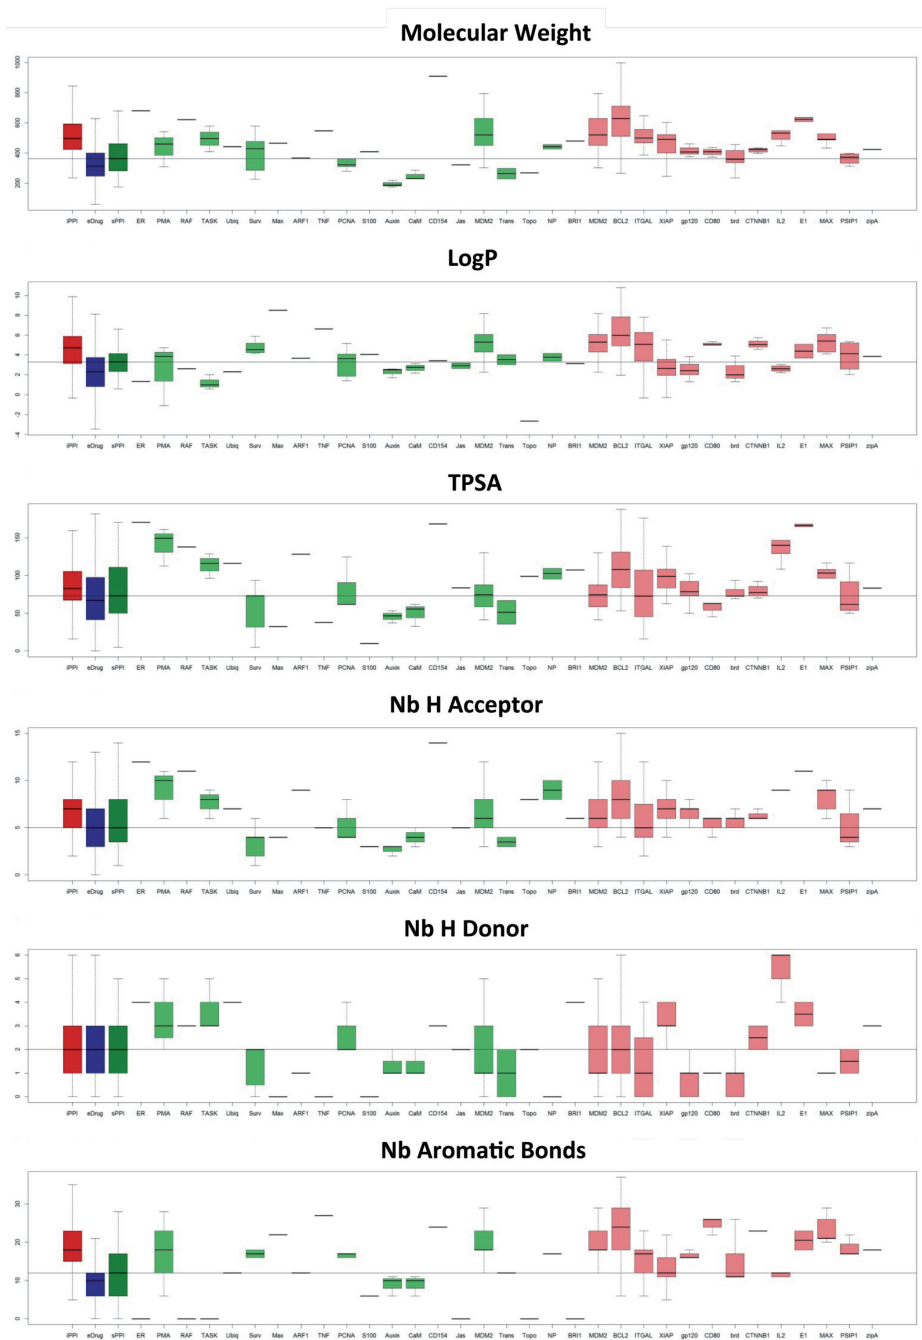 Molecular Weight
1000
800
600
400
200
iPPI eDrug sPPI ER PMA RAF TASK Ubiq Surv Max ARF1 TNF PCNA S100 Auxin CaM CD154 Jas MDM2 Trans Topo NP BRI1 MDM2 BCL2 ITGAL XIAP gp120 CD80 brd CTNNB1 IL2 E1 MAX PSIP1 zipA
LogP
10
8
6
4
2
0
-2
-4
iPPI eDrug sPPI ER PMA RAF TASK Ubiq Surv Max ARF1 TNF PCNA S100 Auxin CaM CD154 Jas MDM2 Trans Topo NP BRI1 MDM2 BCL2 ITGAL XIAP gp120 CD80 brd CTNNB1 IL2 E1 MAX PSIP1 zipA
TPSA
150
100
50
0
iPPI eDrug sPPI ER PMA RAF TASK Ubiq Surv Max ARF1 TNF PCNA S100 Auxin CaM CD154 Jas MDM2 Trans Topo NP BRI1 MDM2 BCL2 ITGAL XIAP gp120 CD80 brd CTNNB1 IL2 E1 MAX PSIP1 zipA
Nb H Acceptor
15
10
5
0
iPPI eDrug sPPI ER PMA RAF TASK Ubiq Surv Max ARF1 TNF PCNA S100 Auxin CaM CD154 Jas MDM2 Trans Topo NP BRI1 MDM2 BCL2 ITGAL XIAP gp120 CD80 brd CTNNB1 IL2 E1 MAX PSIP1 zipA
Nb H Donor
6
5
4
3
2
1
0
iPPI eDrug sPPI ER PMA RAF TASK Ubiq Surv Max ARF1 TNF PCNA S100 Auxin CaM CD154 Jas MDM2 Trans Topo NP BRI1 MDM2 BCL2 ITGAL XIAP gp120 CD80 brd CTNNB1 IL2 E1 MAX PSIP1 zipA
Nb Aromatic Bonds
30
20
10
0
iPPI eDrug sPPI ER PMA RAF TASK Ubiq Surv Max ARF1 TNF PCNA S100 Auxin CaM CD154 Jas MDM2 Trans Topo NP BRI1 MDM2 BCL2 ITGAL XIAP gp120 CD80 brd CTNNB1 IL2 E1 MAX PSIP1 zipA